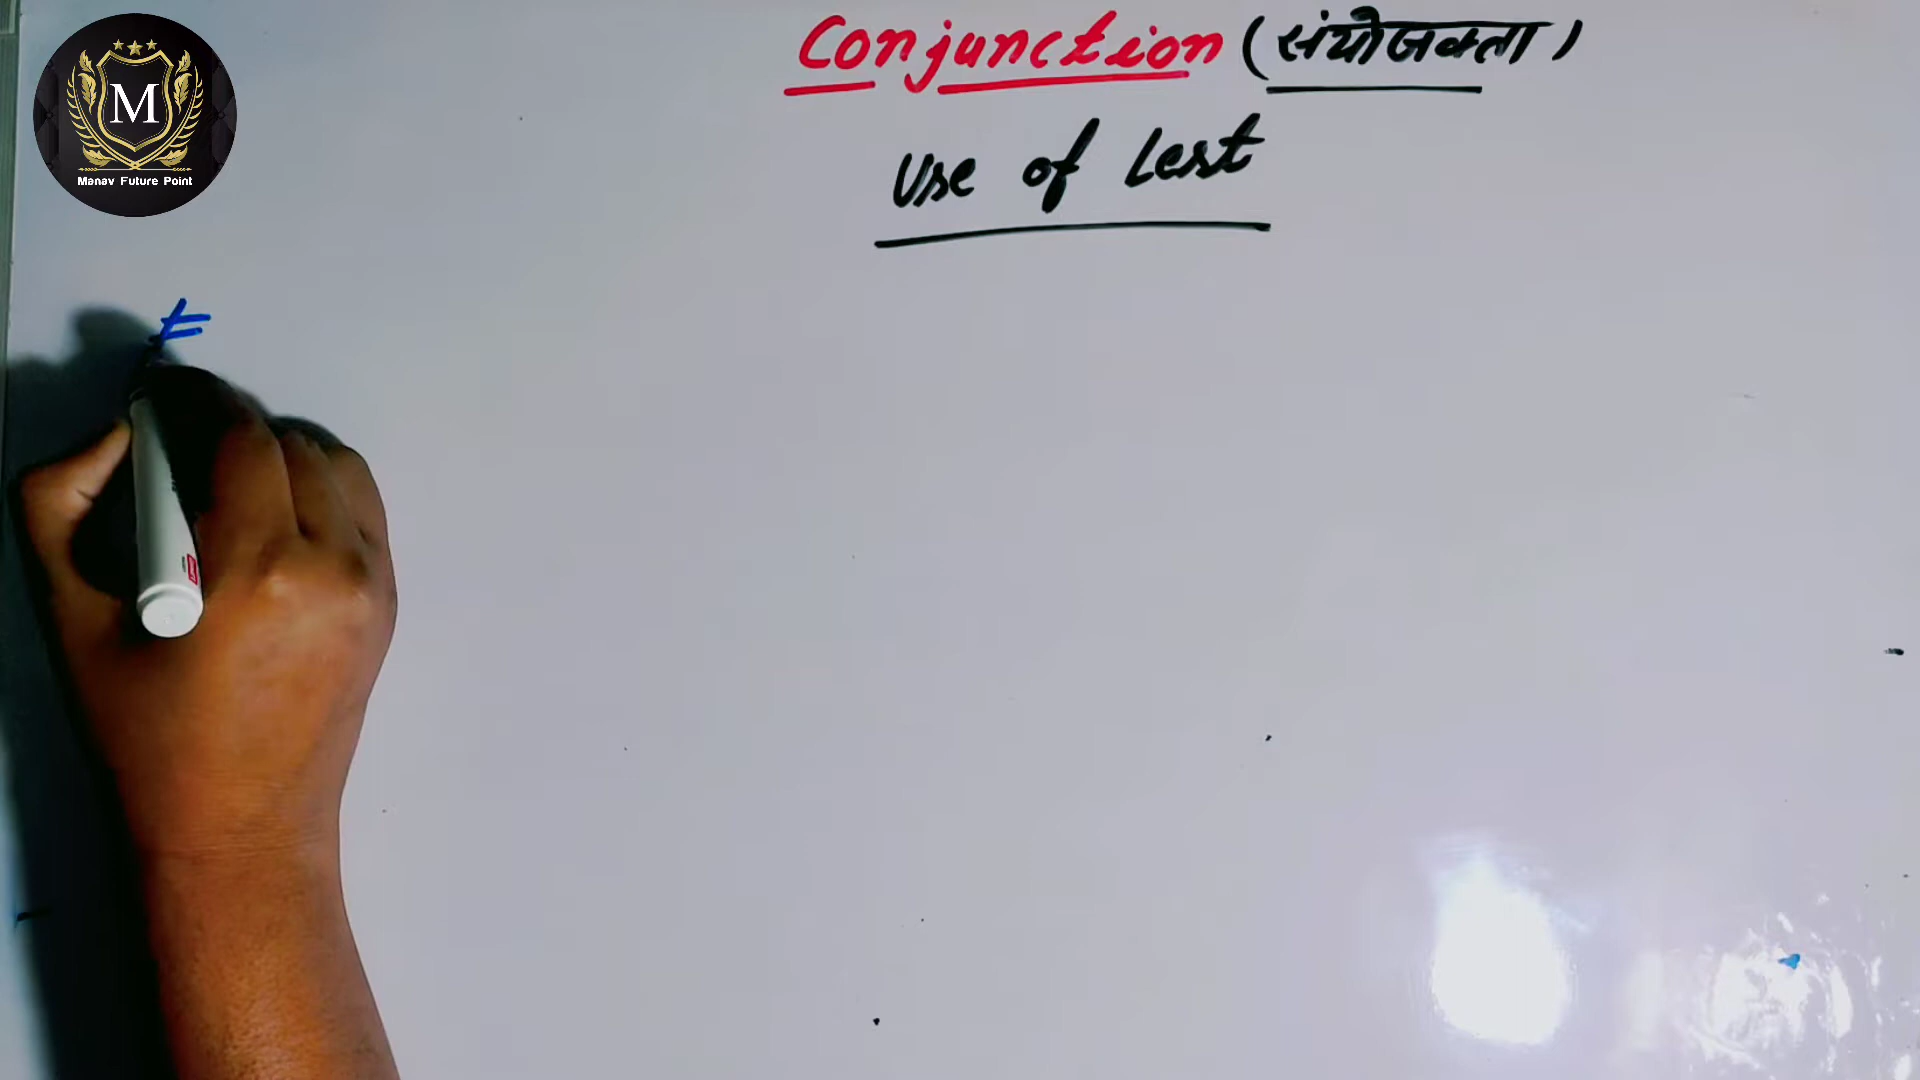 M
Manav Future Point
Conjunction (संयोजकता)
Use of Lest